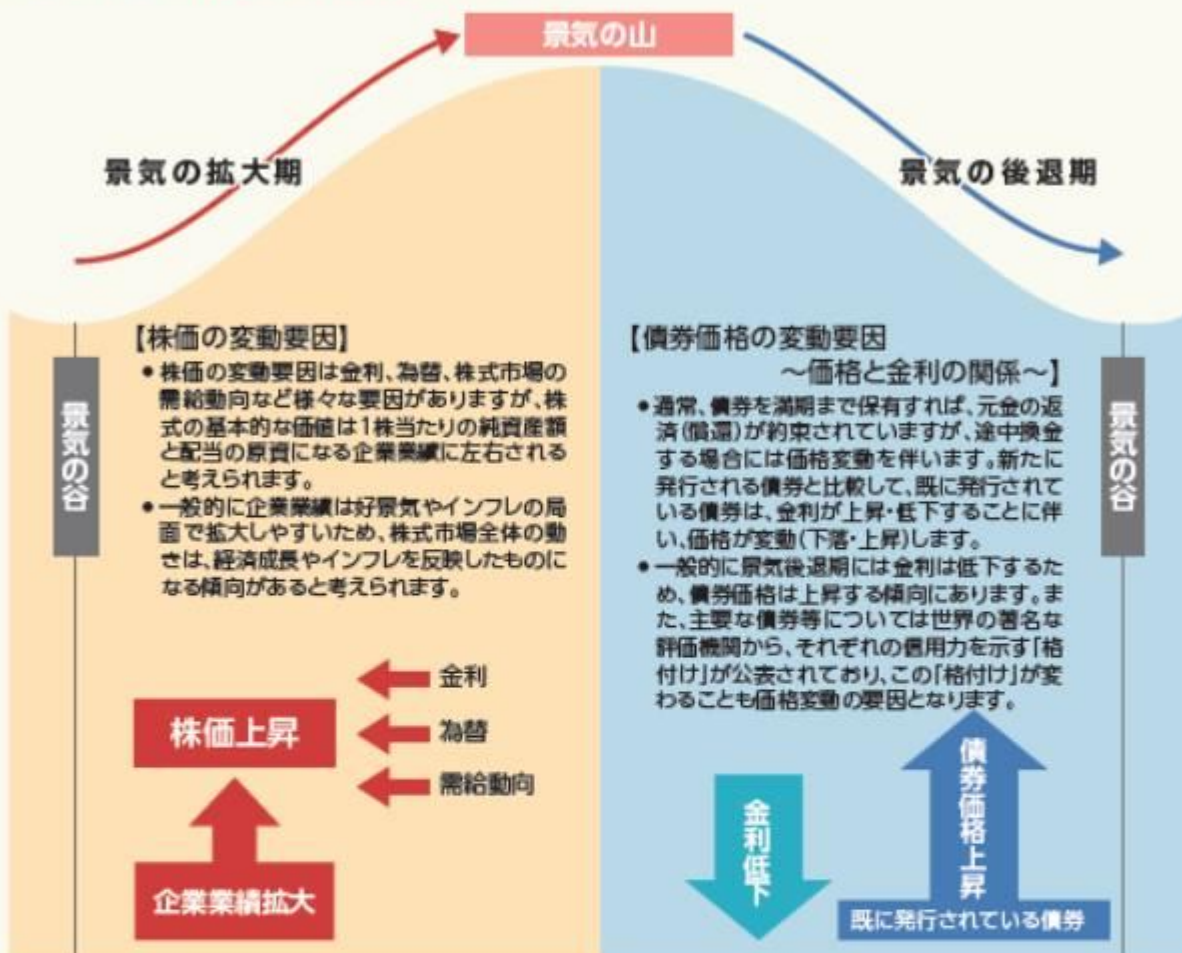 景気の山
景気の拡大期
景気の後退期
景気の谷
【株価の変動要因】
●株価の変動要因は金利、為替、株式市場の
需給動向など様々な要因がありますが、株
式の基本的な価値は1株当たりの純資産額
と配当の原資になる企業業績に左右される
と考えられます。
●一般的に企業業績は好景気やインフレの局
面で拡大しやすいため、株式市場全体の動
きは、経済成長やインフレを反映したものに
なる傾向があると考えられます。
金利
株価上昇
為替
需給動向
企業業績拡大
【債券価格の変動要因
～価格と金利の関係～】
●通常、債券を満期まで保有すれば、元金の返
済(償還)が約束されていますが、途中換金
する場合には価格変動を伴います。新たに
発行される債券と比較して、既に発行されて
いる債券は、金利が上昇・低下することに伴
い、価格が変動(下落・上昇)します。
●一般的に景気後退期には金利は低下するた
め、債券価格は上昇する傾向にあります。ま
た、主要な債券等については世界の著名な
評価機関から、それぞれの信用力を示す「格
付け」が公表されており、この「格付け」が変
わることも価格変動の要因となります。
金利低下
債券価格上昇
既に発行されている債券
景気の谷